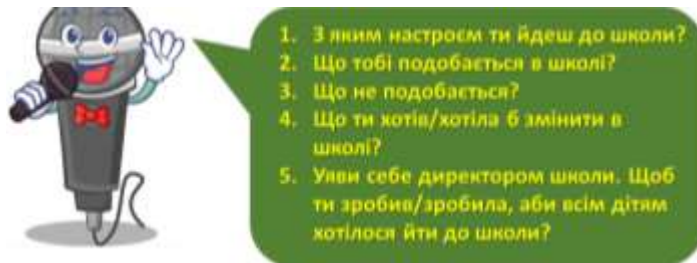 1. З яким настроєм ти йдеш до школи?
2. Що тобі подобається в школі?
3. Що не подобається?
4. Що ти хотів/хотіла б змінити в
школі?
5. Уяви себе директором школи. Щоб
ти зробив/зробила, аби всім дітям
хотілося йти до школи?